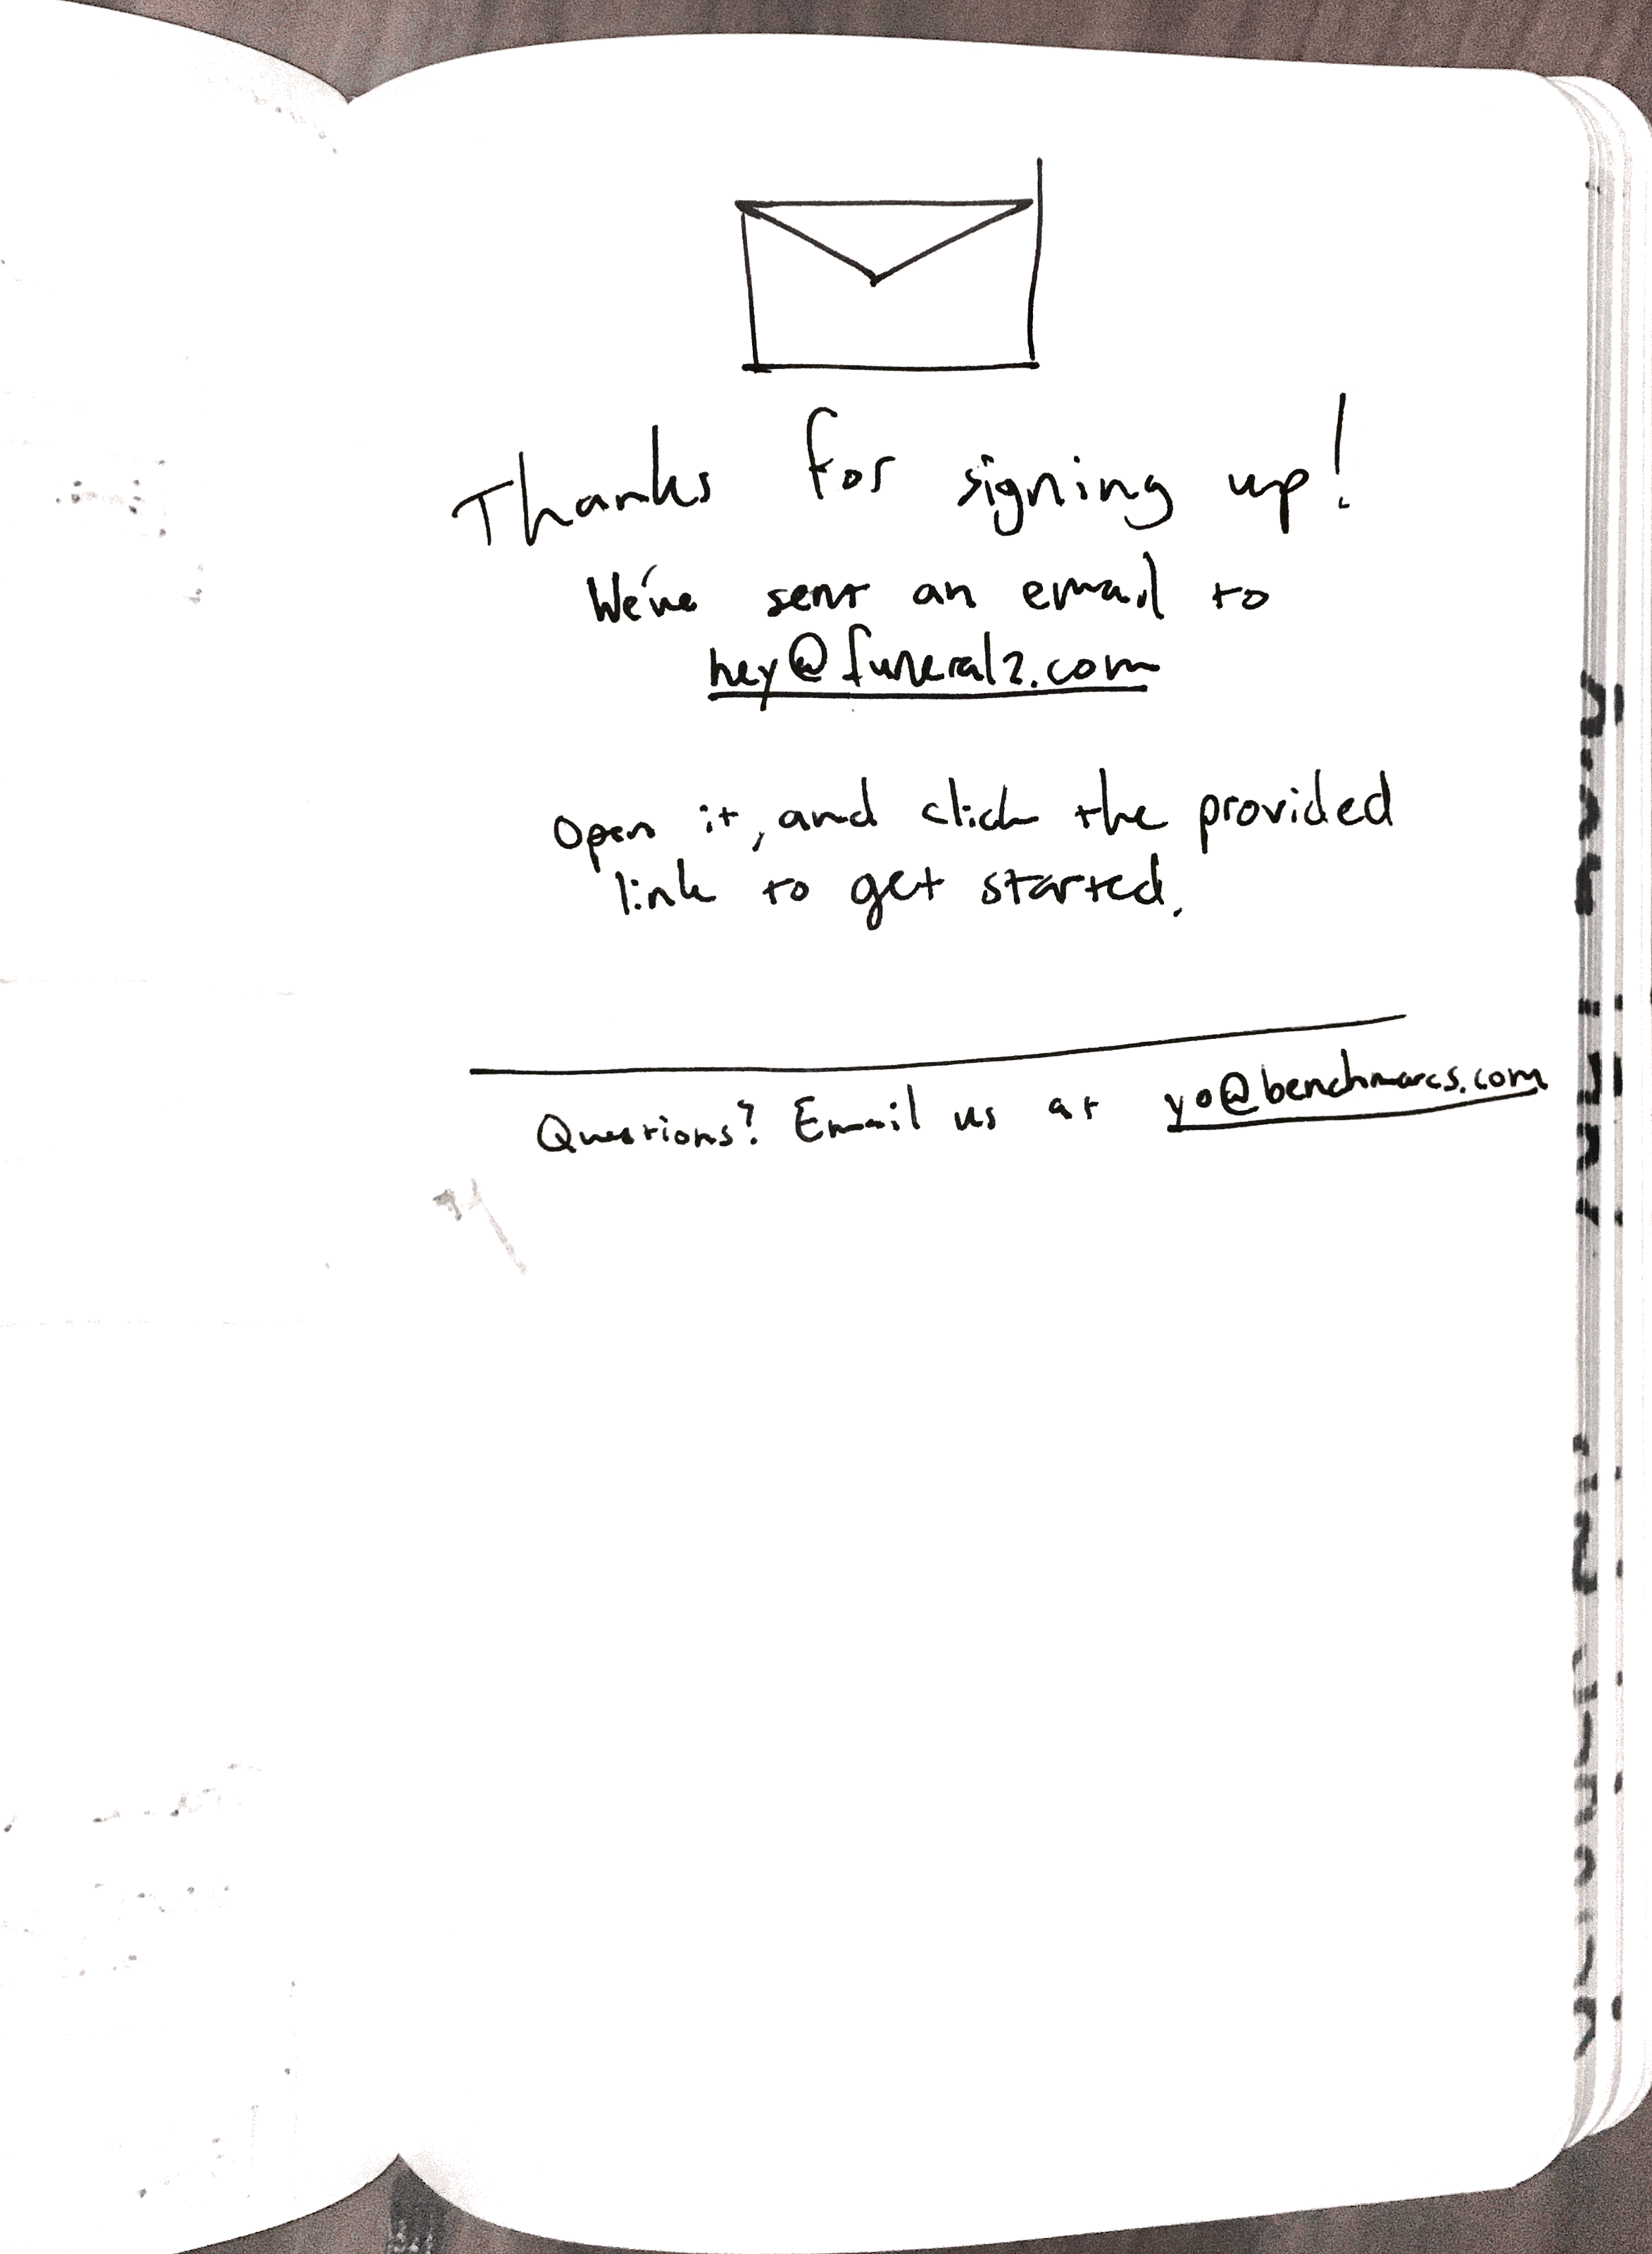 Thanks for signing up!
We've sent an email to
hey@funeral2.com
Open it, and click the provided
link to get started.
Questions? Email us at yo@benchmarcs.com